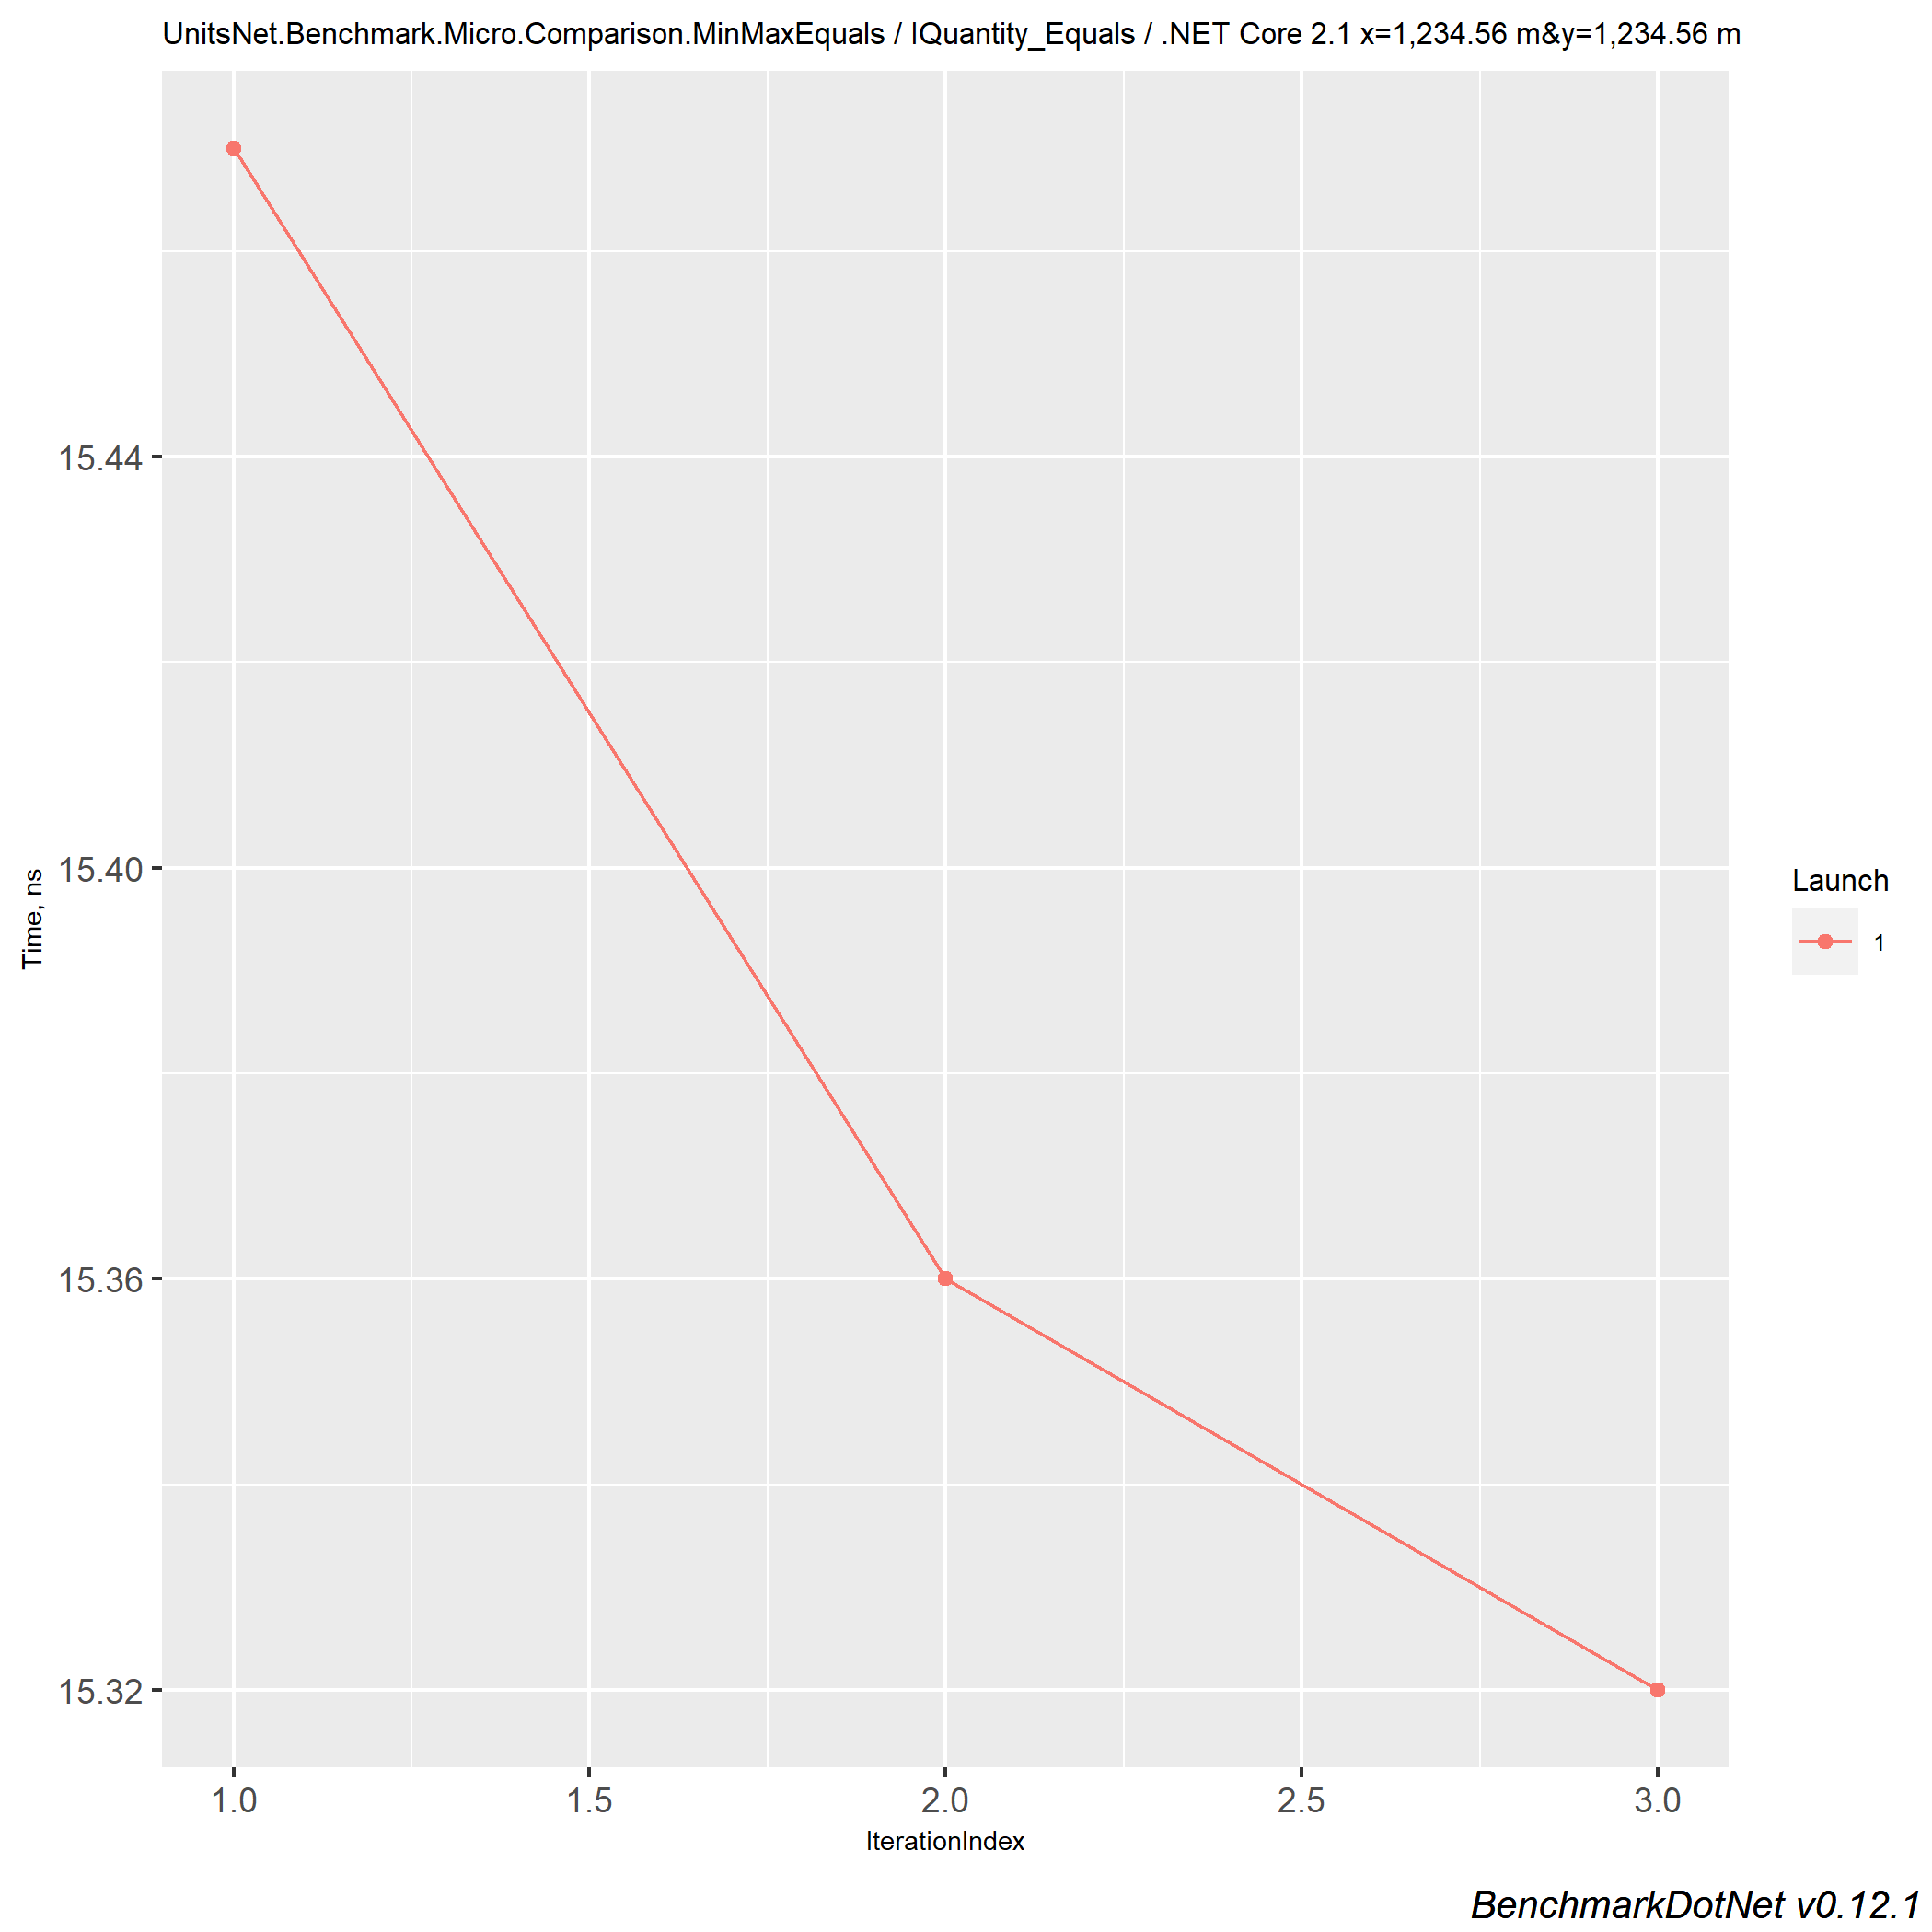 UnitsNet.Benchmark.Micro.Comparison.MinMaxEquals / IQuantity_Equals / .NET Core 2.1 x=1,234.56 m&y=1,234.56 m
15.44
15.40
15.36
15.32
Time, ns
1.0 1.5 2.0 2.5 3.0
IterationIndex
Launch
1
BenchmarkDotNet v0.12.1